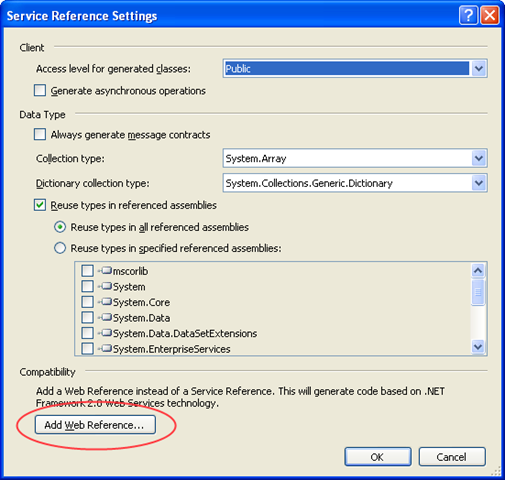 Service Reference Settings
Client
Access level for generated classes: Public
Generate asynchronous operations
Data Type
Always generate message contracts
Collection type: System.Array
Dictionary collection type: System.Collections.Generic.Dictionary
Reuse types in referenced assemblies
Reuse types in all referenced assemblies
Reuse types in specified referenced assemblies:
mscorlib
System
System.Core
System.Data
System.Data.DataSetExtensions
System.EnterpriseServices
Compatibility
Add a Web Reference instead of a Service Reference. This will generate code based on .NET
Framework 2.0 Web Services technology.
Add Web Reference...
OK Cancel